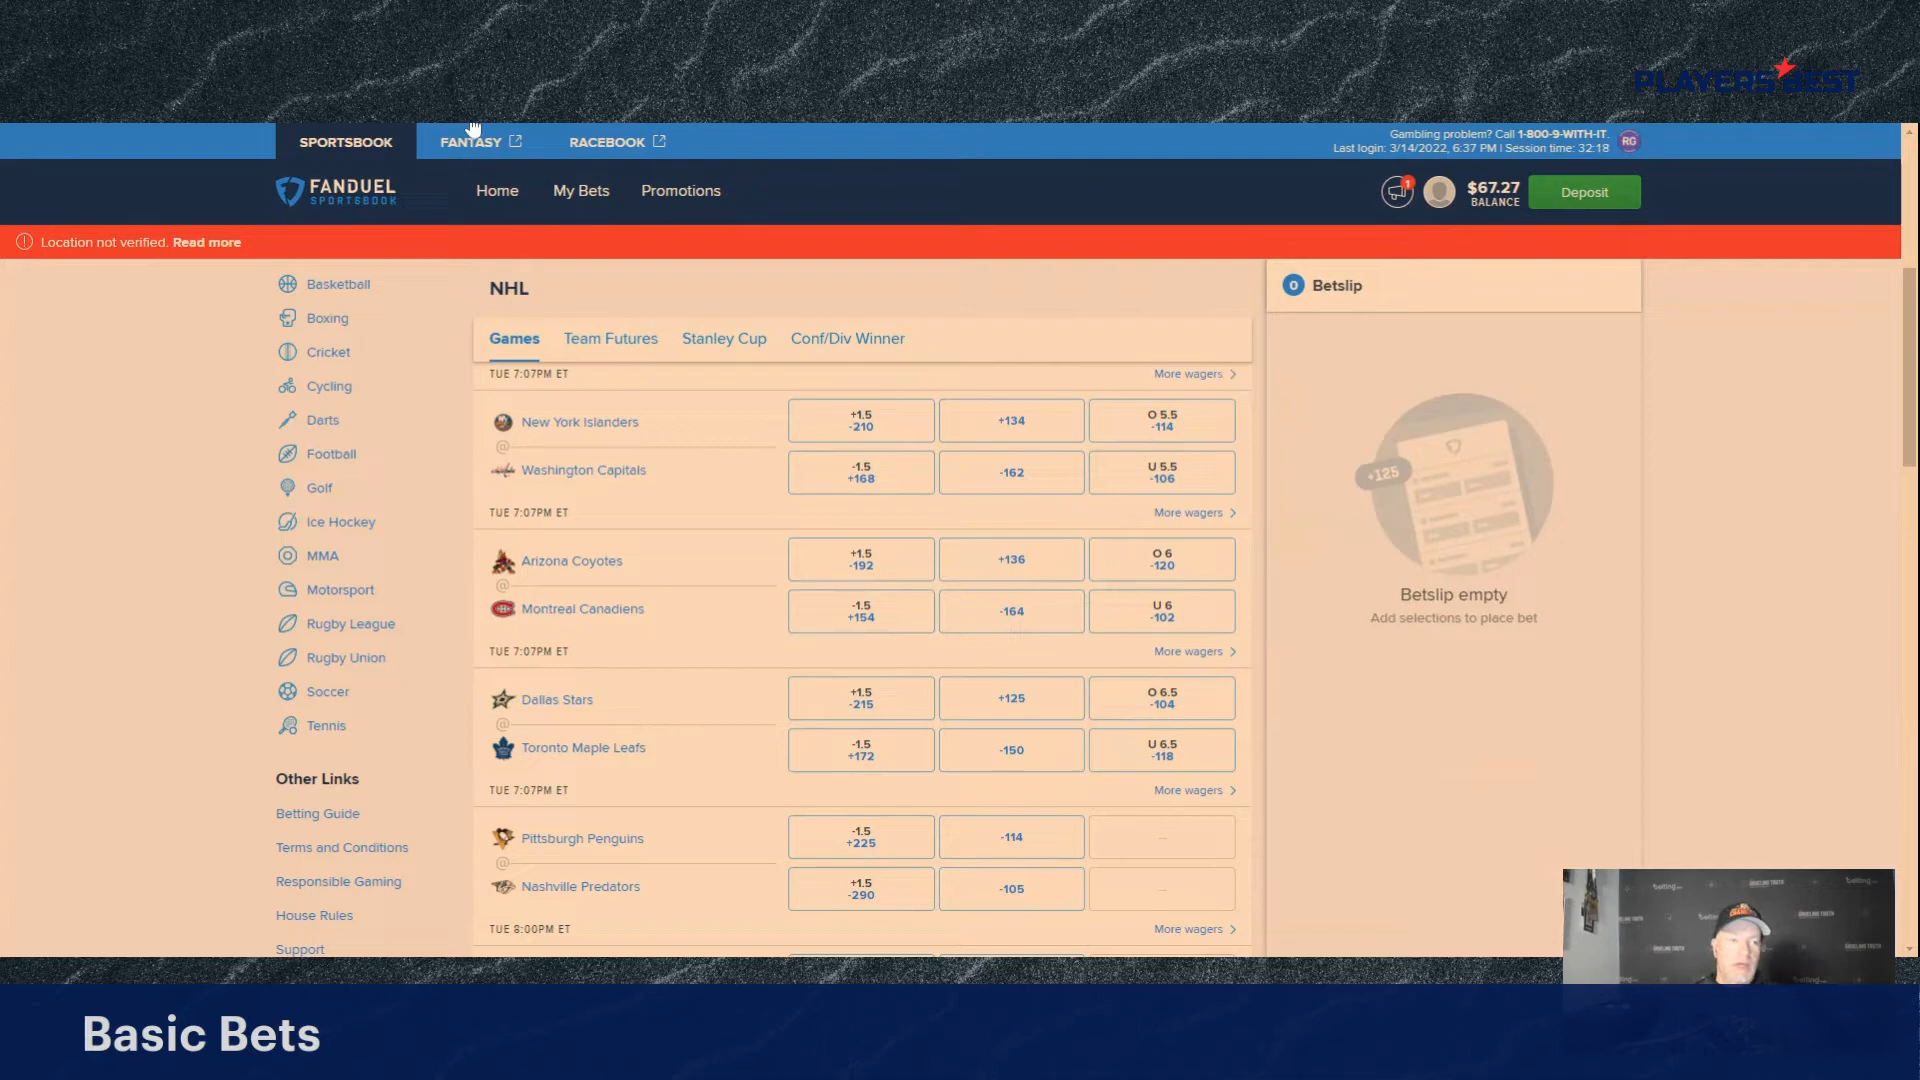 PLAYERS BEST
SPORTSBOOK
FANTASY
RACEBOOK
Gambling problem? Call 1-800-9-WITH-IT.
Last login: 3/14/2022, 6:37 PM | Session time: 32:18
RG
FANDUEL
SPORTSBOOK
Home
My Bets
Promotions
1
$67.27
BALANCE
Deposit
Location not verified. Read more
Basketball
Boxing
Cricket
Cycling
Darts
Football
Golf
Ice Hockey
MMA
Motorsport
Rugby League
Rugby Union
Soccer
Tennis
Other Links
Betting Guide
Terms and Conditions
Responsible Gaming
House Rules
Support
NHL
Games
Team Futures
Stanley Cup
Conf/Div Winner
TUE 7:07PM ET
More wagers
New York Islanders
+1.5
-210
+134
O 5.5
-114
@
Washington Capitals
-1.5
+168
-162
U 5.5
-106
TUE 7:07PM ET
More wagers
Arizona Coyotes
+1.5
-192
+136
O 6
-120
@
Montreal Canadiens
-1.5
+154
-164
U 6
-102
TUE 7:07PM ET
More wagers
Dallas Stars
+1.5
-215
+125
O 6.5
-104
@
Toronto Maple Leafs
-1.5
+172
-150
U 6.5
-118
TUE 7:07PM ET
More wagers
Pittsburgh Penguins
-1.5
+225
-114
—
@
Nashville Predators
+1.5
-290
-105
—
TUE 8:00PM ET
More wagers
0
Betslip
+125
Betslip empty
Add selections to place bet
Basic Bets